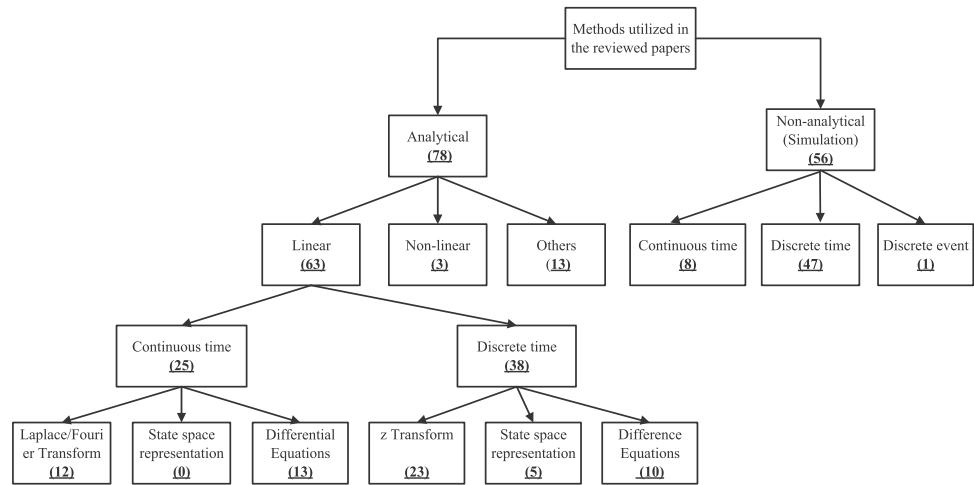 Methods utilized in
the reviewed papers
Analytical
(78)
Non-analytical
(Simulation)
(56)
Linear
(63)
Non-linear
(3)
Others
(13)
Continuous time
(8)
Discrete time
(47)
Discrete event
(1)
Continuous time
(25)
Discrete time
(38)
Laplace/Fouri
er Transform
(12)
State space
representation
(0)
Differential
Equations
(13)
z Transform
(23)
State space
representation
(5)
Difference
Equations
(10)